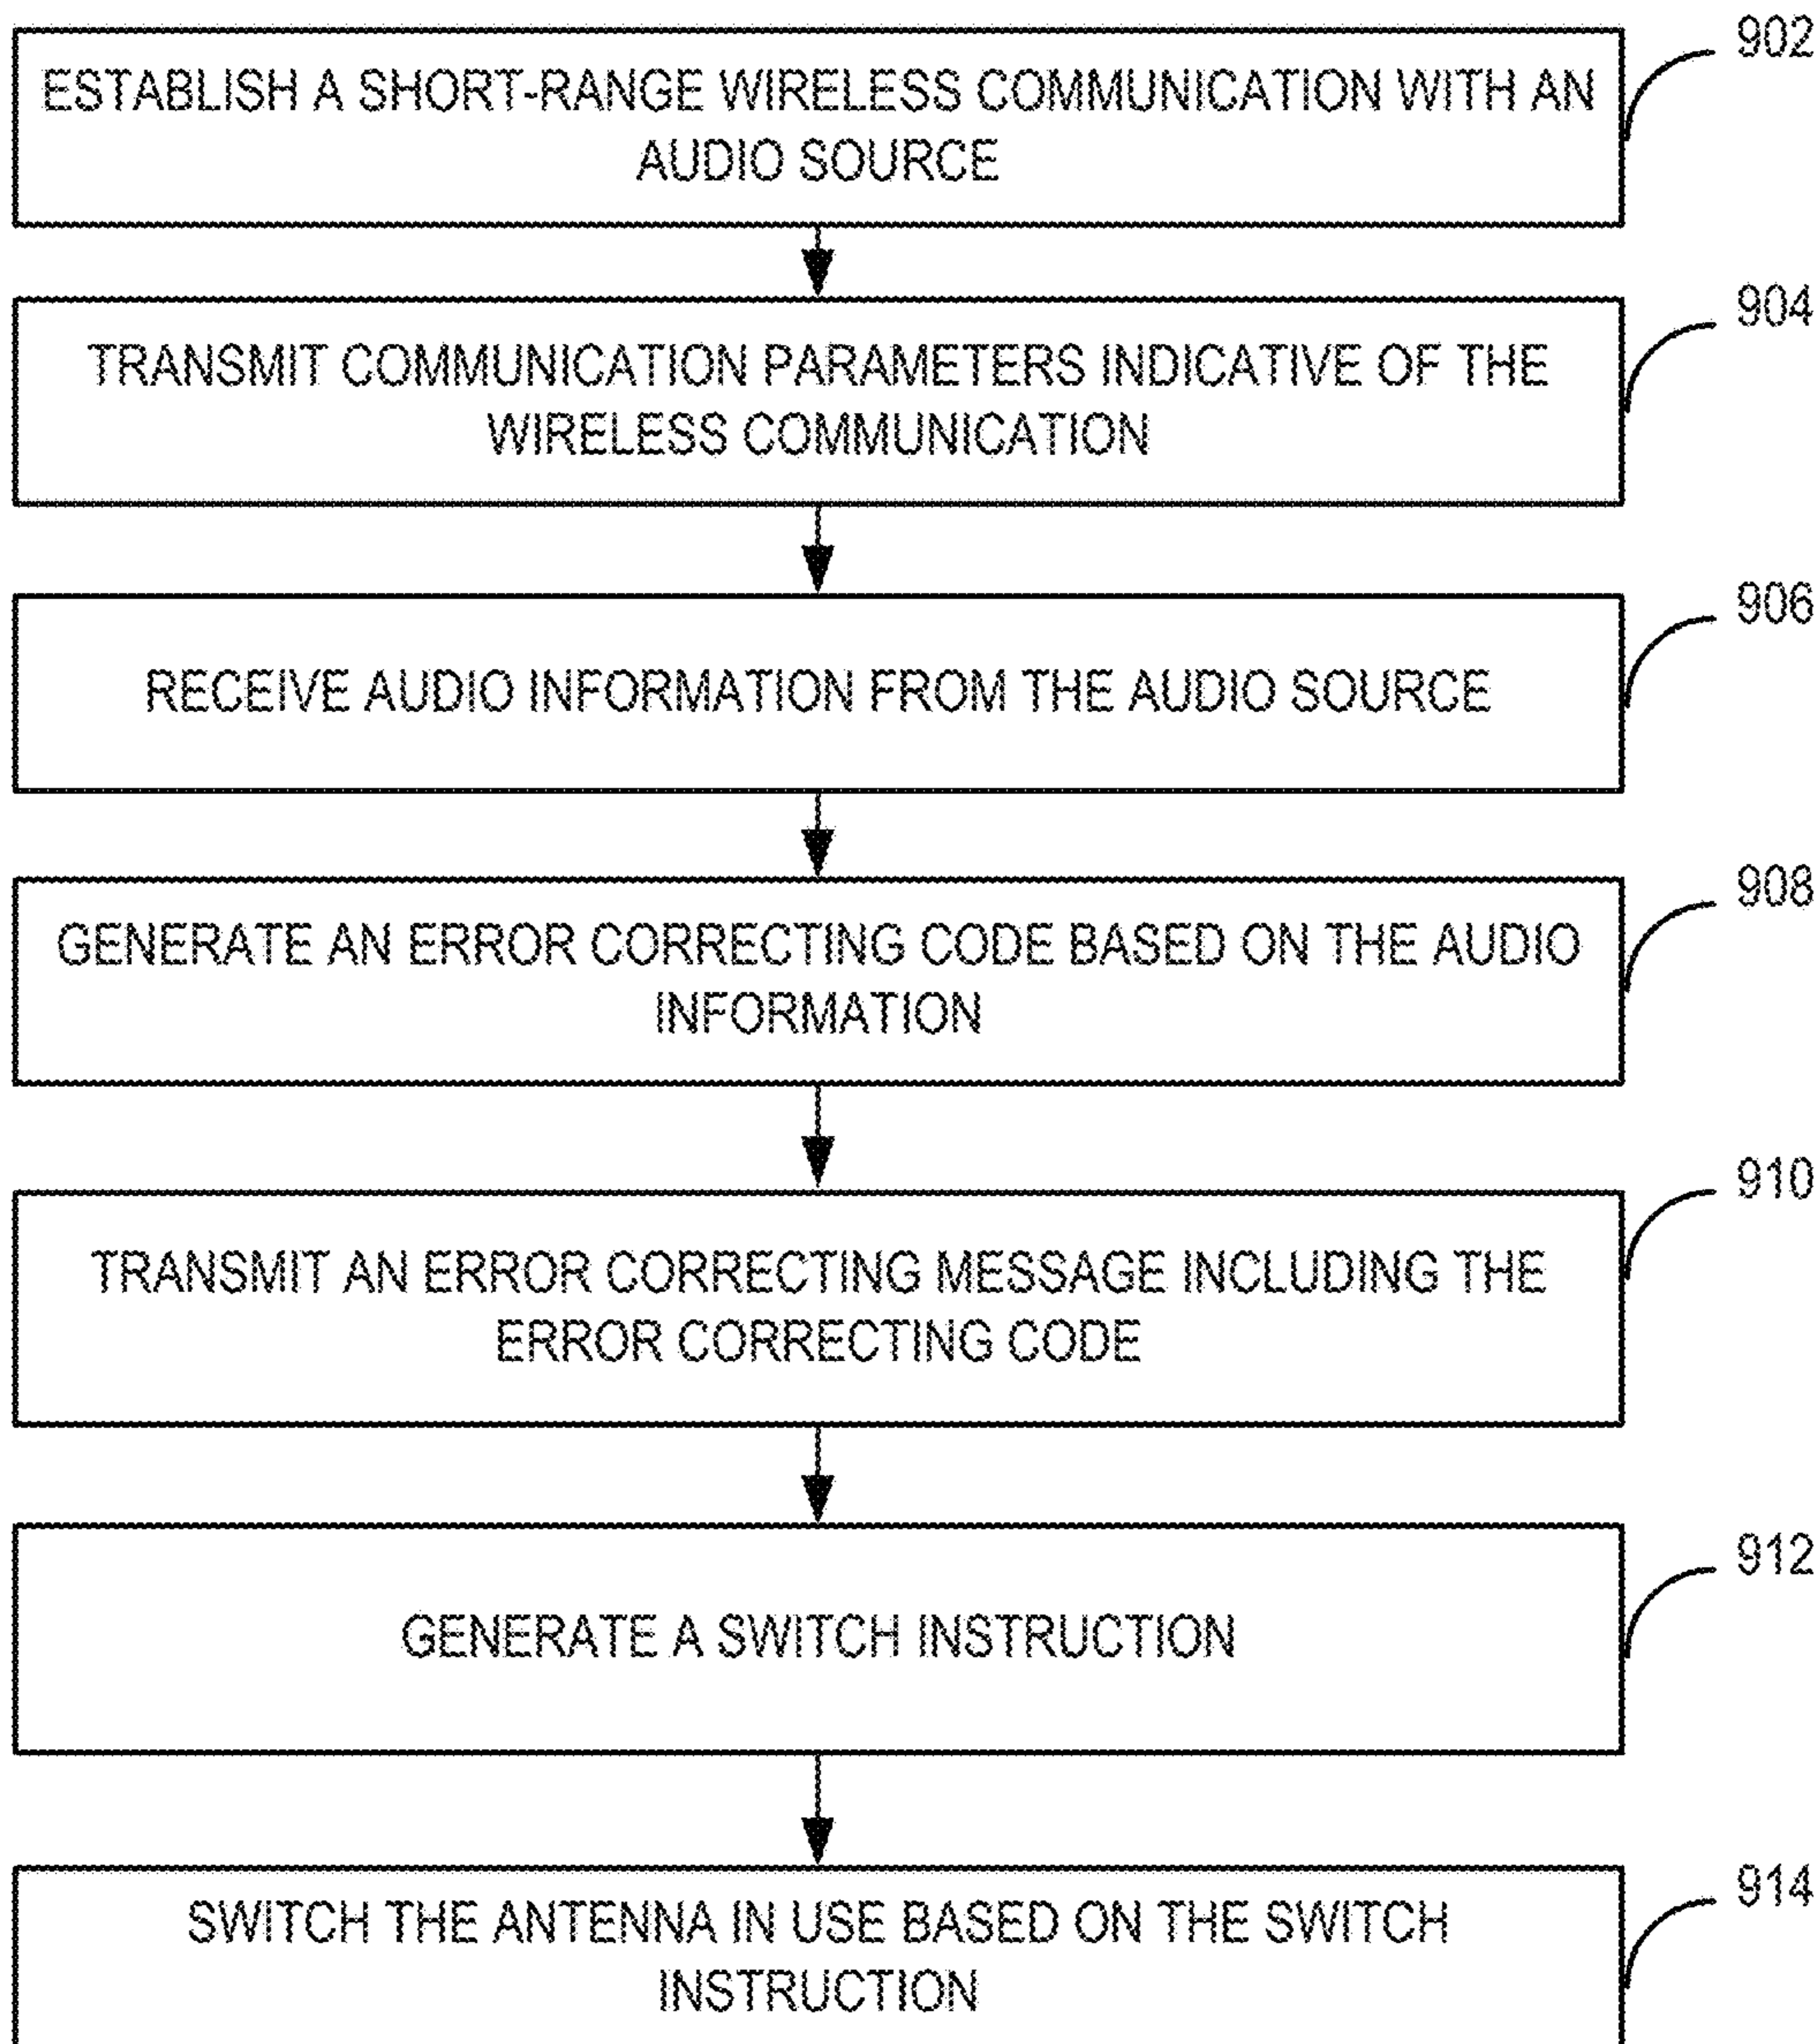 902
ESTABLISH A SHORT-RANGE WIRELESS COMMUNICATION WITH AN
AUDIO SOURCE
904
TRANSMIT COMMUNICATION PARAMETERS INDICATIVE OF THE
WIRELESS COMMUNICATION
906
RECEIVE AUDIO INFORMATION FROM THE AUDIO SOURCE
908
GENERATE AN ERROR CORRECTING CODE BASED ON THE AUDIO
INFORMATION
910
TRANSMIT AN ERROR CORRECTING MESSAGE INCLUDING THE
ERROR CORRECTING CODE
912
GENERATE A SWITCH INSTRUCTION
914
SWITCH THE ANTENNA IN USE BASED ON THE SWITCH
INSTRUCTION